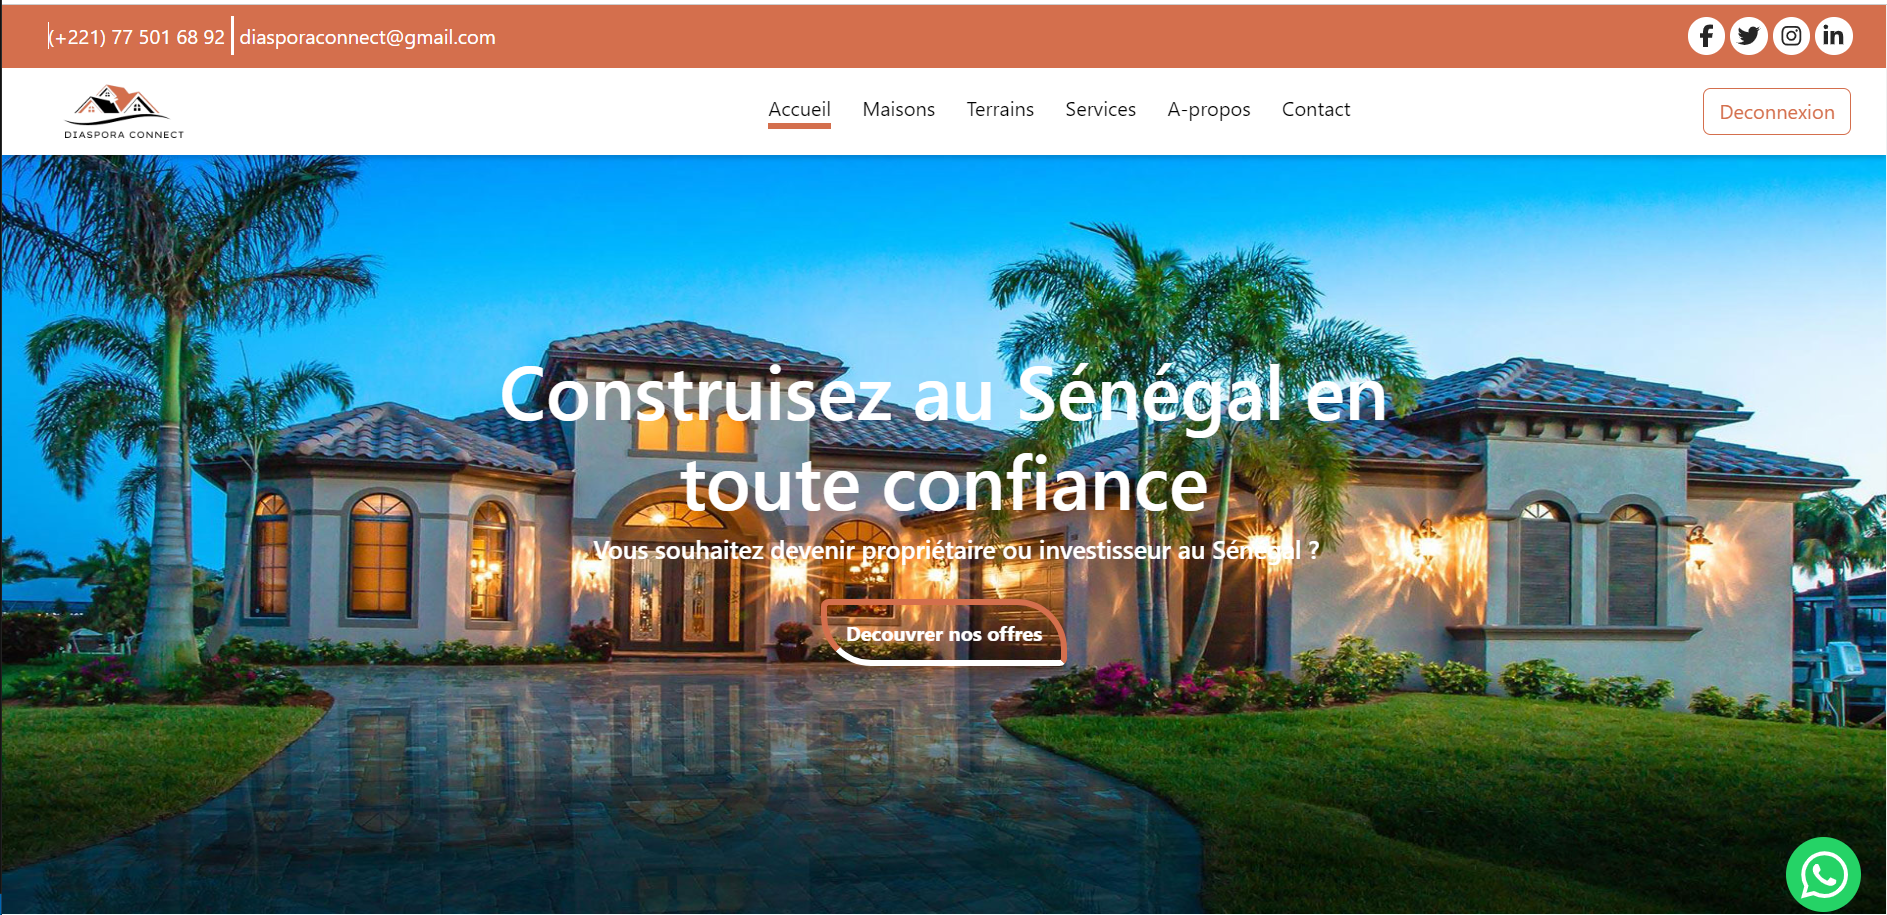 (+221) 77 501 68 92 diasporaconnect@gmail.com
DIASPORA CONNECT
Accueil Maisons Terrains Services A-propos Contact
Deconnexion
Construisez au Sénégal en
toute confiance
Vous souhaitez devenir propriétaire ou investisseur au Sénégal ?
Decouvrer nos offres